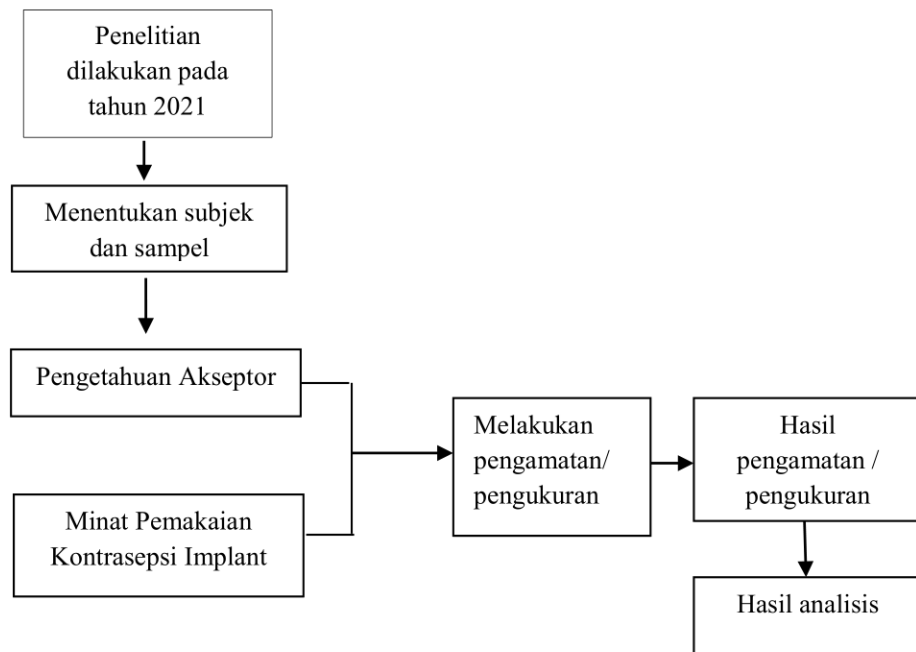 Penelitian
dilakukan pada
tahun 2021
Menentukan subjek
dan sampel
Pengetahuan Akseptor
Minat Pemakaian
Kontrasepsi Implant
Melakukan
pengamatan/
pengukuran
Hasil
pengamatan /
pengukuran
Hasil analisis